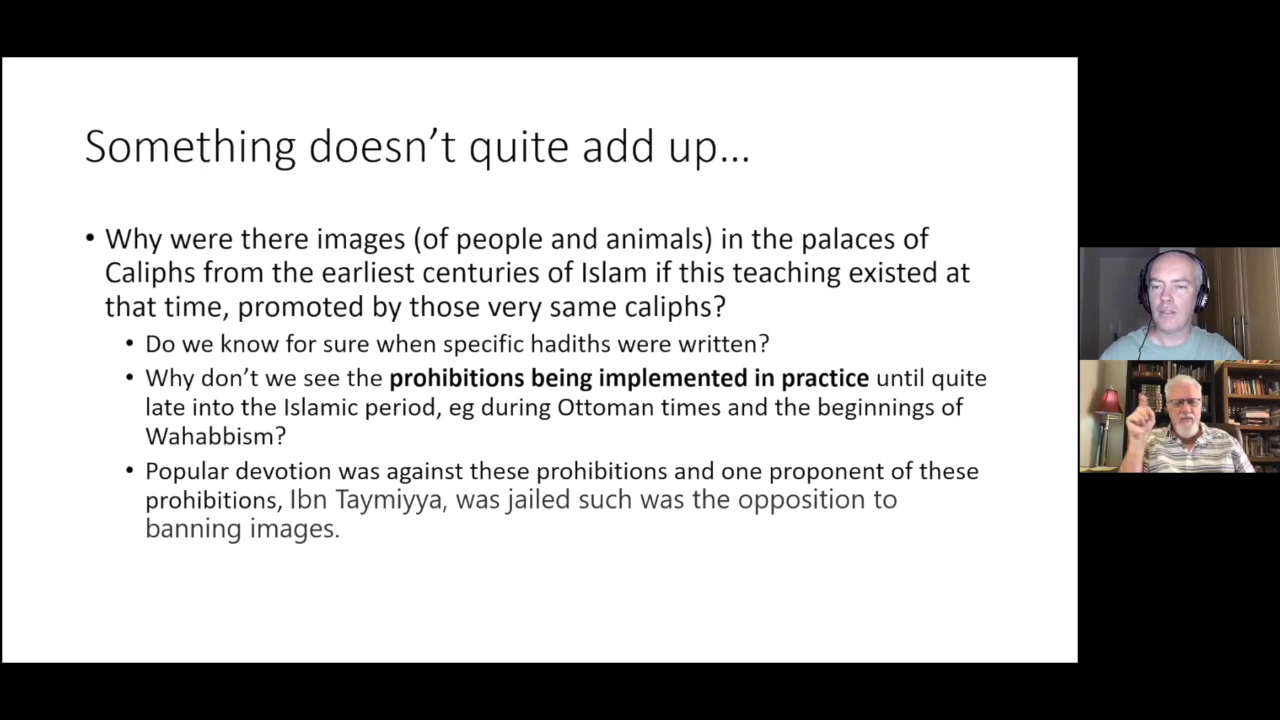 Something doesn’t quite add up…
• Why were there images (of people and animals) in the palaces of
Caliphs from the earliest centuries of Islam if this teaching existed at
that time, promoted by those very same caliphs?
• Do we know for sure when specific hadiths were written?
• Why don’t we see the prohibitions being implemented in practice until quite
late into the Islamic period, eg during Ottoman times and the beginnings of
Wahabbism?
• Popular devotion was against these prohibitions and one proponent of these
prohibitions, Ibn Taymiyya, was jailed such was the opposition to
banning images.